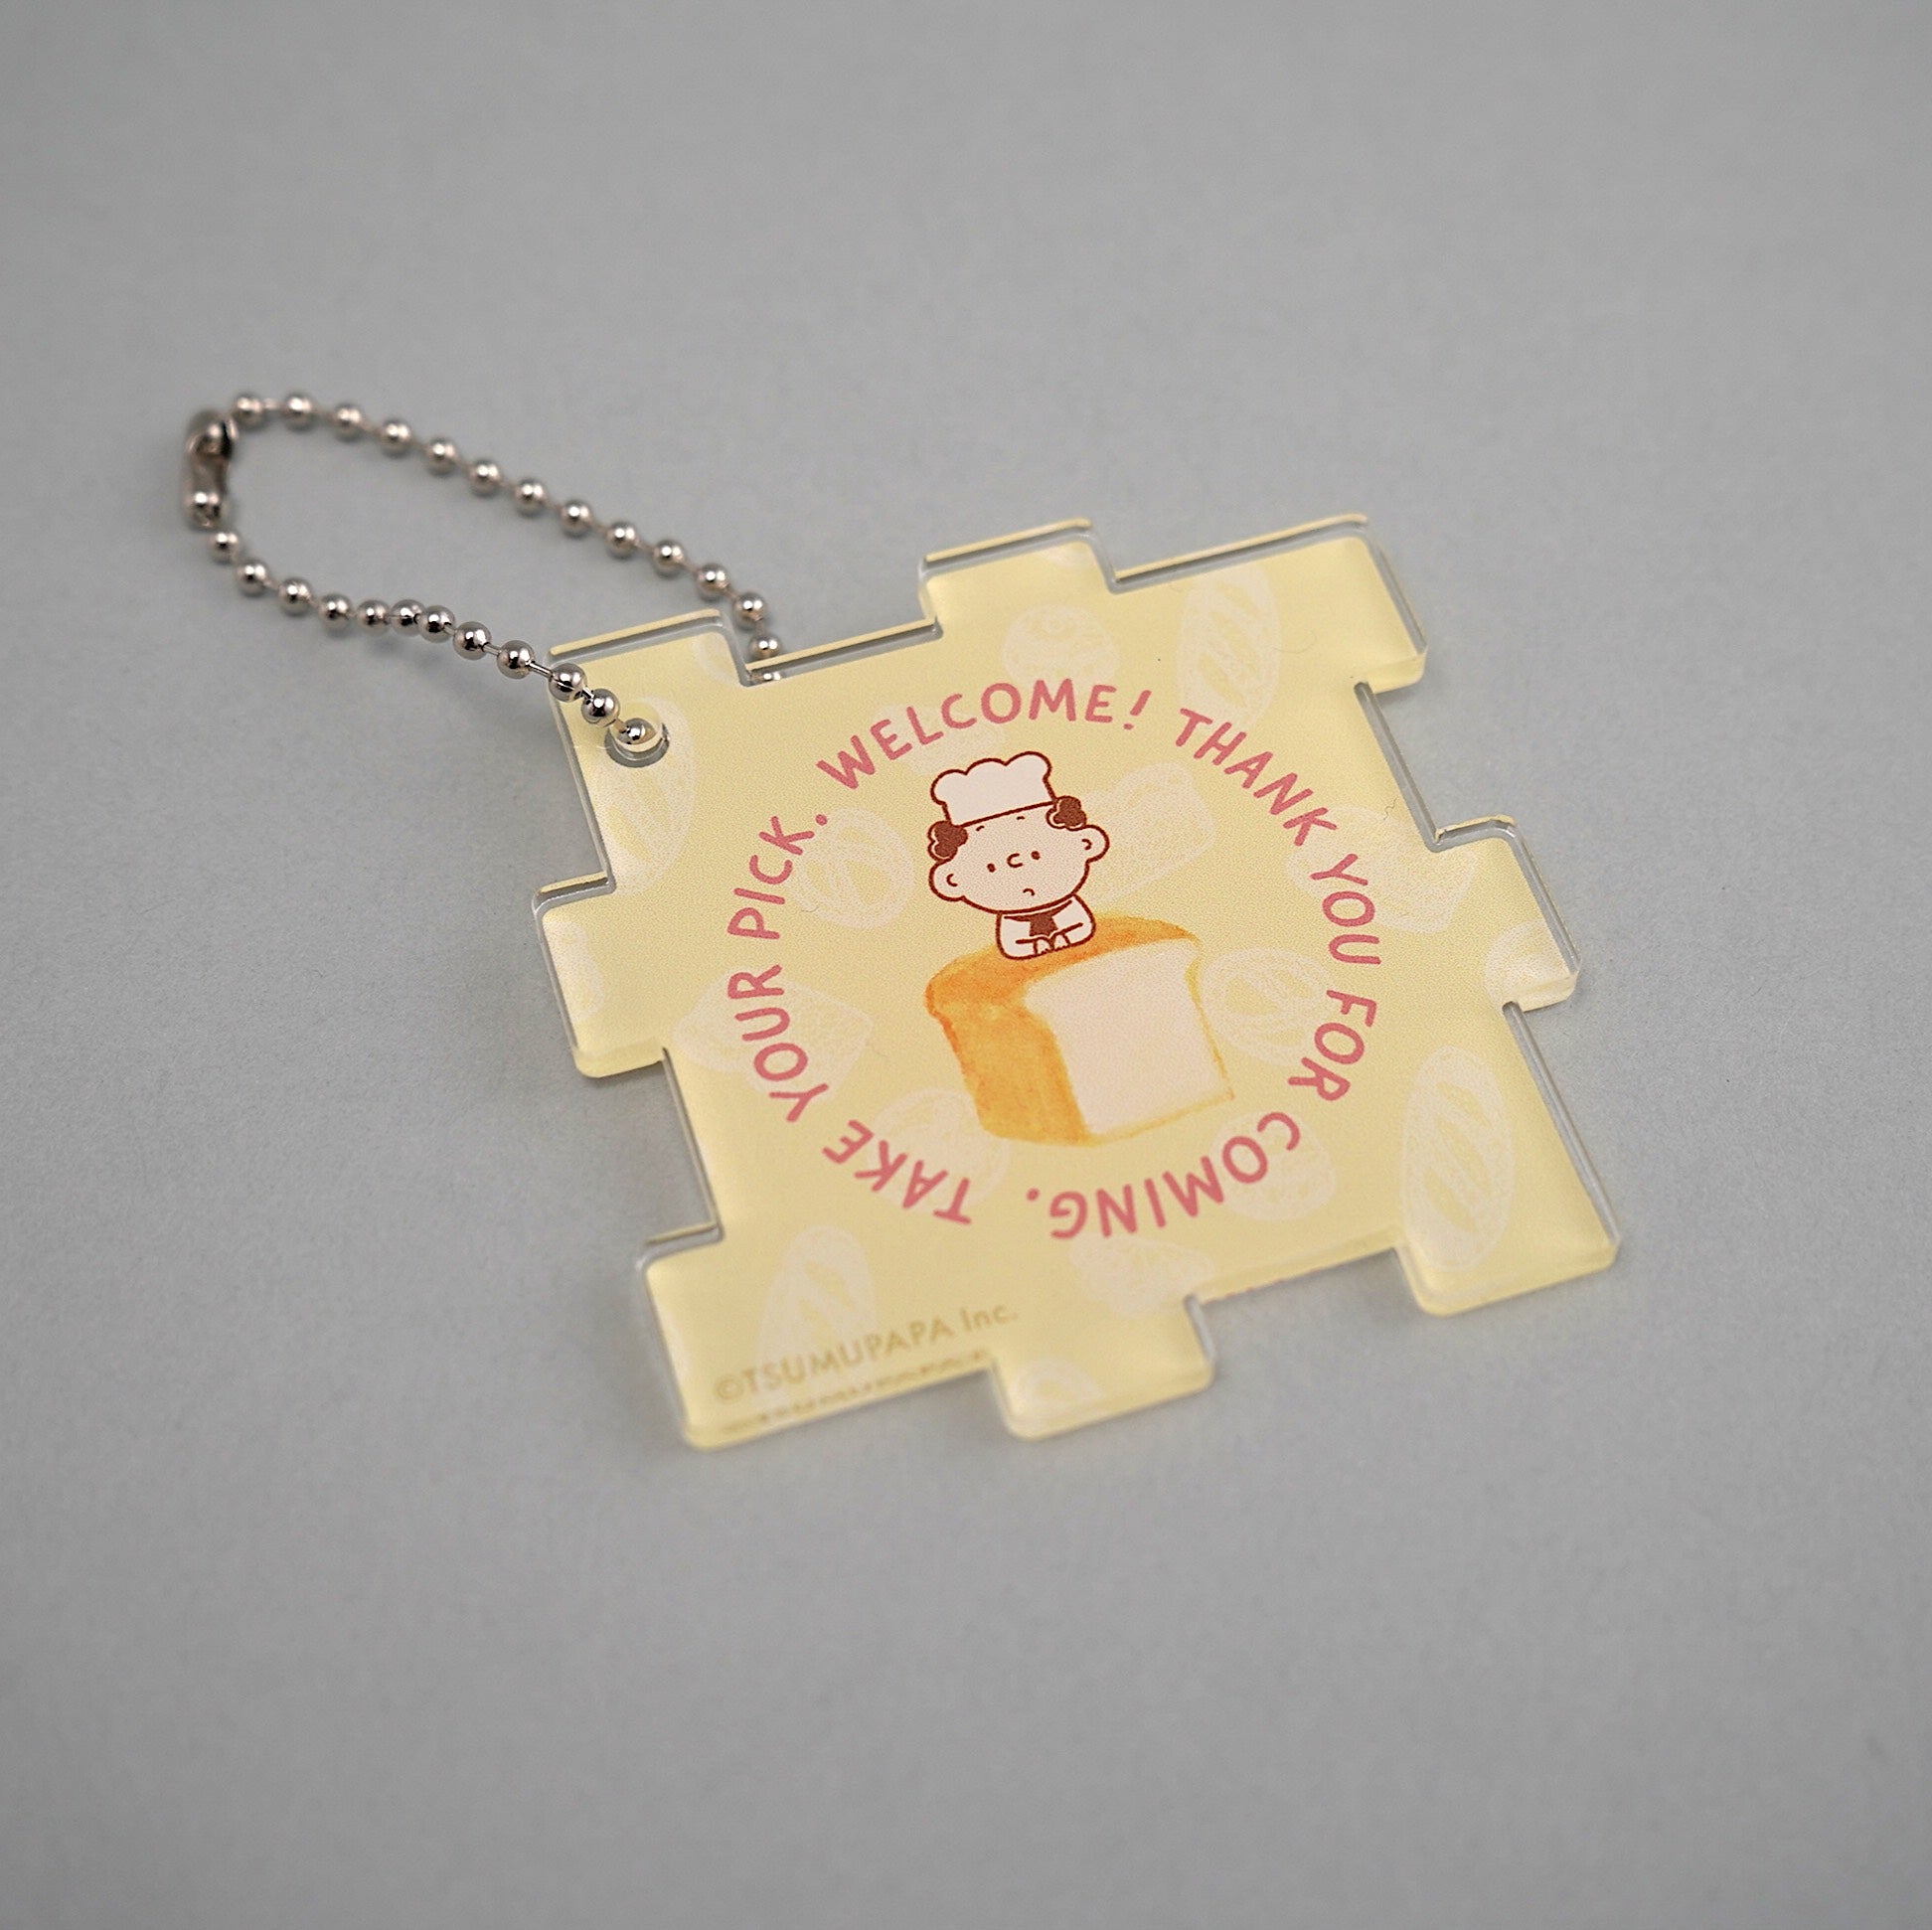 WELCOME! THANK YOU FOR COMING. TAKE YOUR PICK.
©TSUMUPAPA Inc.